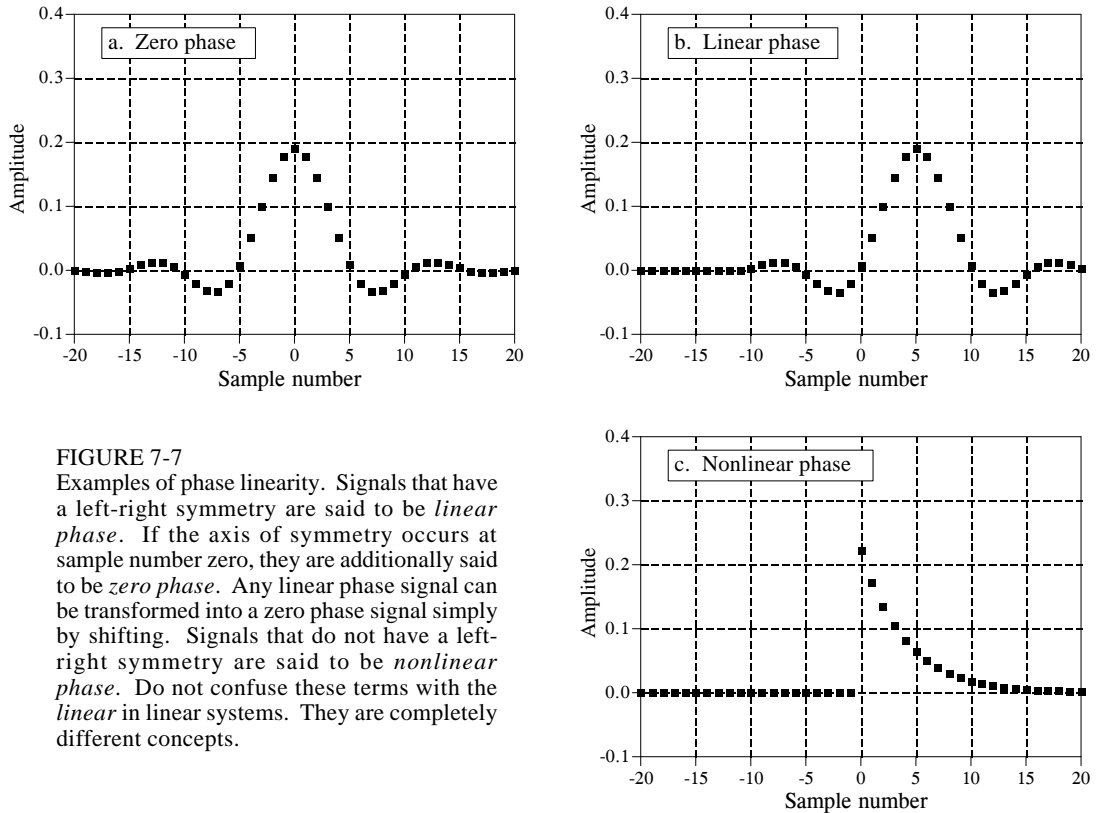 a. Zero phase
0.4
0.3
0.2
0.1
0.0
-0.1
Amplitude
-20 -15 -10 -5 0 5 10 15 20
Sample number
b. Linear phase
0.4
0.3
0.2
0.1
0.0
-0.1
Amplitude
-20 -15 -10 -5 0 5 10 15 20
Sample number
FIGURE 7-7
Examples of phase linearity. Signals that have
a left-right symmetry are said to be linear
phase. If the axis of symmetry occurs at
sample number zero, they are additionally said
to be zero phase. Any linear phase signal can
be transformed into a zero phase signal simply
by shifting. Signals that do not have a left-
right symmetry are said to be nonlinear
phase. Do not confuse these terms with the
linear in linear systems. They are completely
different concepts.
c. Nonlinear phase
0.4
0.3
0.2
0.1
0.0
-0.1
Amplitude
-20 -15 -10 -5 0 5 10 15 20
Sample number